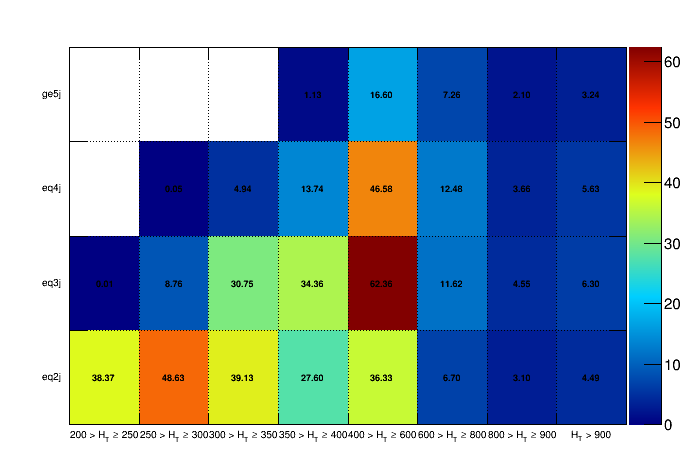 60
ge5j 16.60 7.26 2.10 3.24
50
eq4j 4.94 13.74 46.58 12.48 5.63
40
30
eq3j 8.76 30.75 34.36 62.36 11.62 4.55 6.30
20
10
eq2j 38.37 48.63 39.13 27.60 36.33 6.70 3.10 4.49
0
200 > H_T ≥ 250 250 > H_T ≥ 300 300 > H_T ≥ 350 350 > H_T ≥ 400 400 > H_T ≥ 600 600 > H_T ≥ 800 800 > H_T ≥ 900 H_T > 900